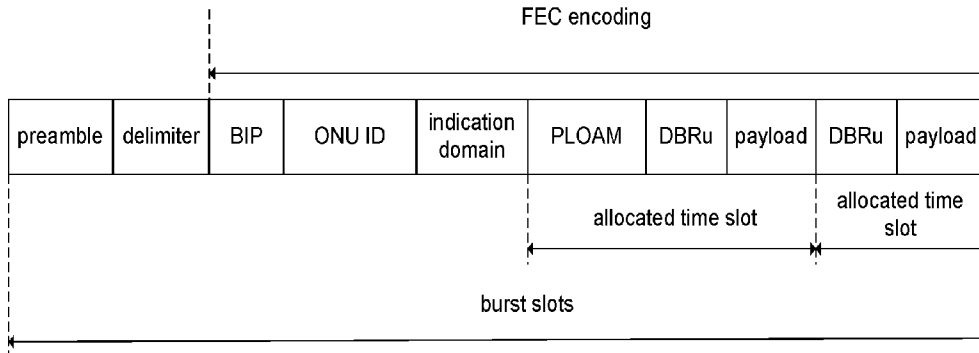 FEC encoding
preamble delimiter BIP ONU ID indication domain PLOAM DBRu payload DBRu payload
allocated time slot
allocated time slot
burst slots